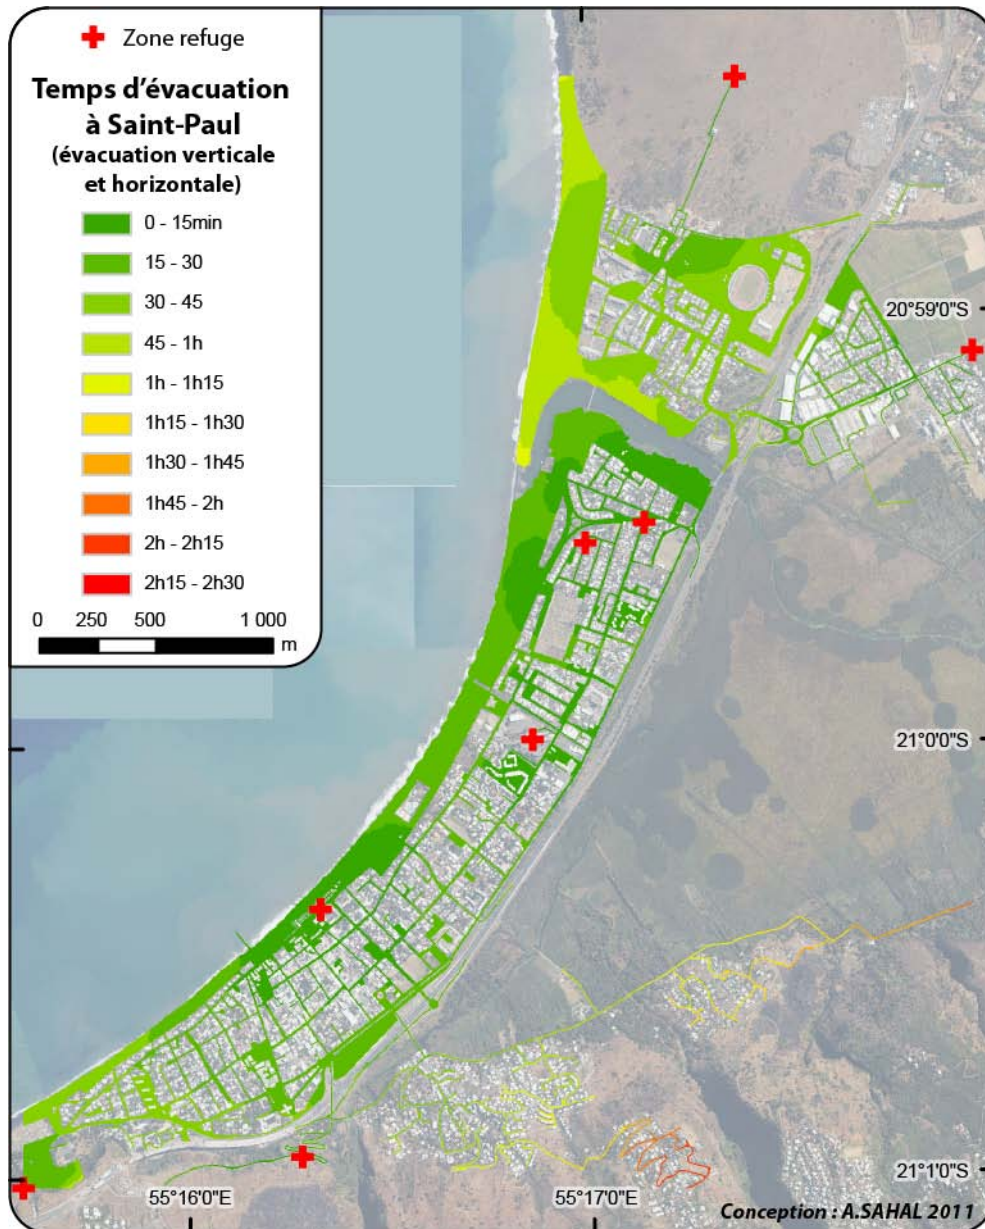 Zone refuge
Temps d'évacuation
à Saint-Paul
(évacuation verticale
et horizontale)
0 - 15min
15 - 30
30 - 45
45 - 1h
1h - 1h15
1h15 - 1h30
1h30 - 1h45
1h45 - 2h
2h - 2h15
2h15 - 2h30
0 250 500 1 000
m
20°59'0"S
21°0'0"S
21°1'0"S
55°16'0"E
55°17'0"E
Conception : A.SAHAL 2011